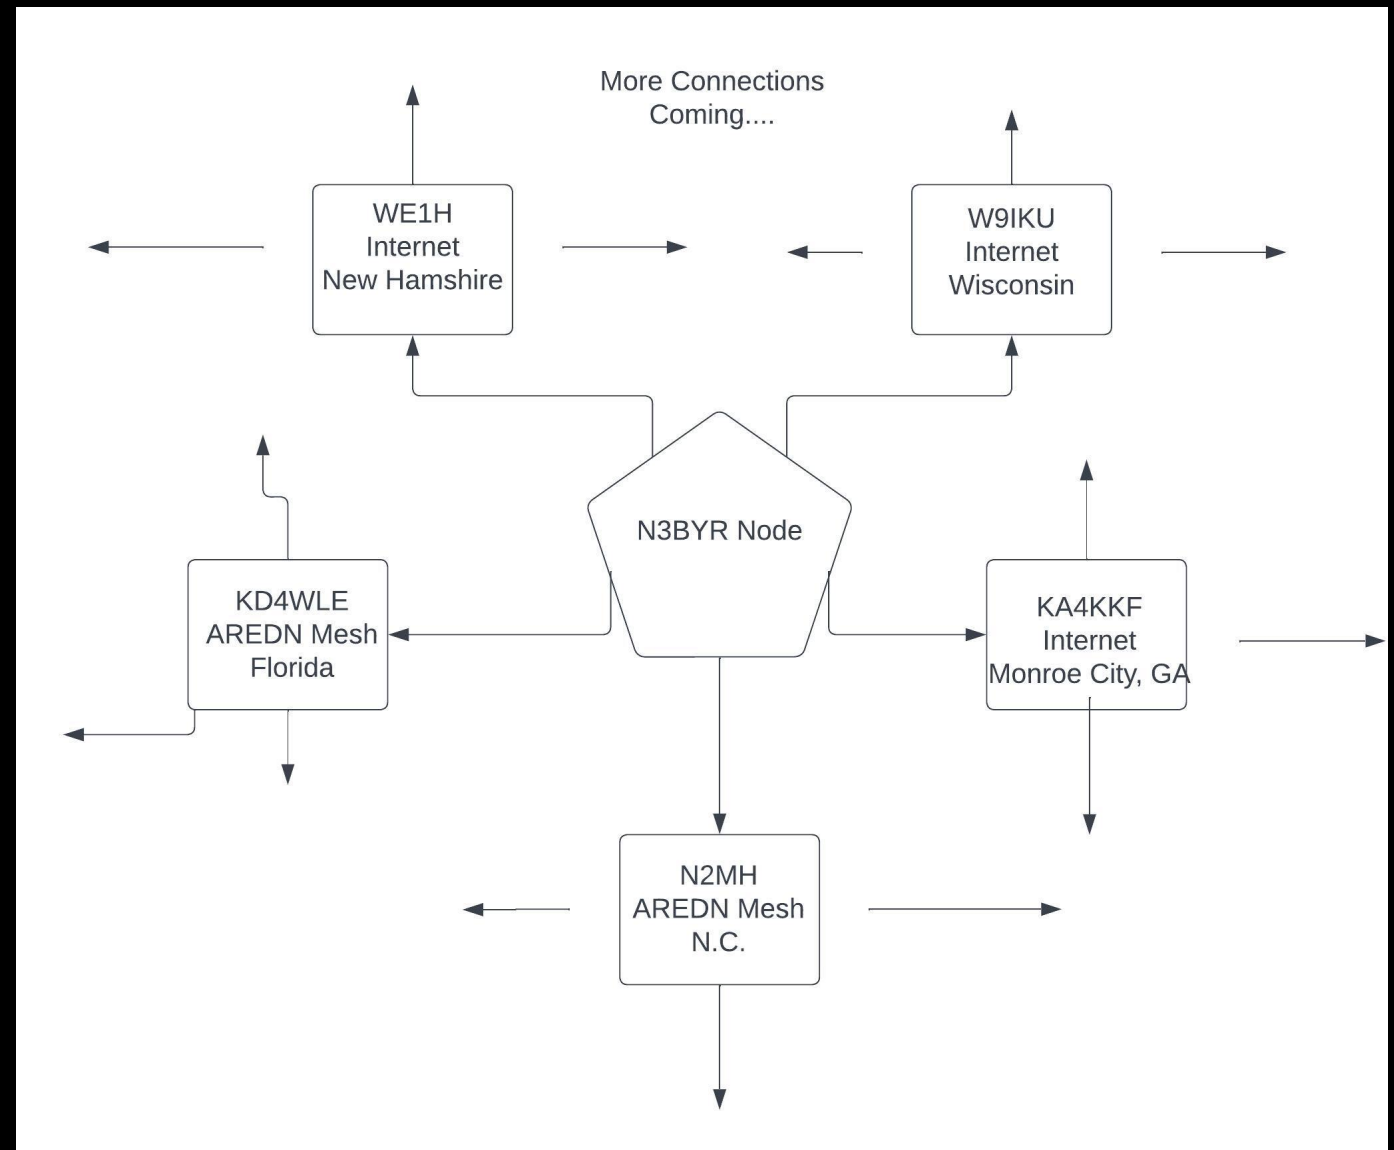 More Connections
Coming....
WE1H
Internet
New Hamshire
W9IKU
Internet
Wisconsin
N3BYR Node
KD4WLE
AREDN Mesh
Florida
KA4KKF
Internet
Monroe City, GA
N2MH
AREDN Mesh
N.C.